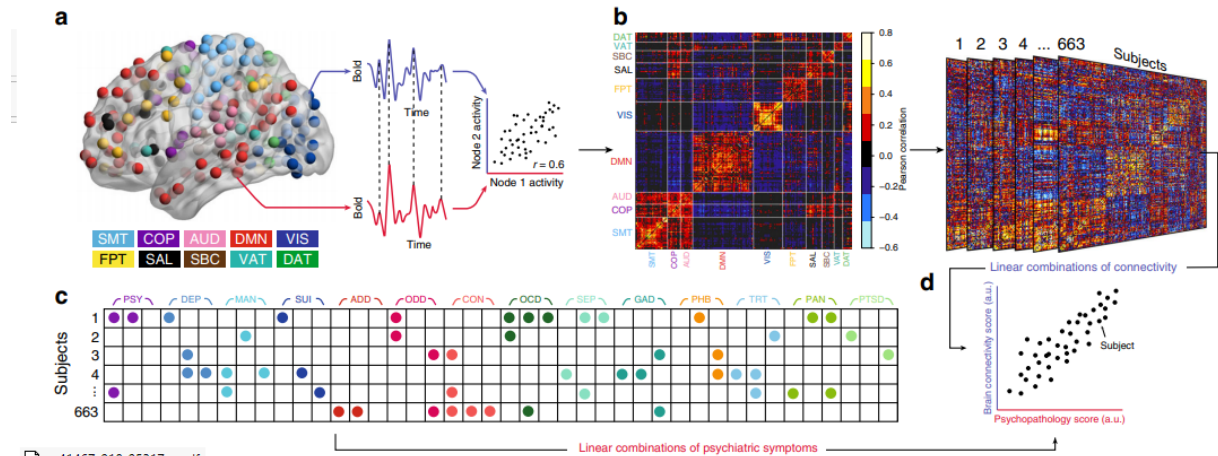 a
Bold
Time
Bold
Time
Node 2 activity
r = 0.6
Node 1 activity
SMT COP AUD DMN VIS
FPT SAL SBC VAT DAT
b
DAT
VAT
SBC
SAL
FPT
VIS
DMN
AUD
COP
SMT
SMT COP AUD DMN VIS FPT SAL SBC VAT DAT
0.8
0.6
0.4
0.2
0.0
−0.2
−0.4
−0.6
Pearson correlation
1 2 3 4 ... 663
Subjects
Linear combinations of connectivity
c
PSY DEP MAN SUI ADD ODD CON OCD SEP GAD PHB TRT PAN PTSD
Subjects
1
2
3
4
⋮
663
Linear combinations of psychiatric symptoms
d
Brain connectivity score (a.u.)
Subject
Psychopathology score (a.u.)